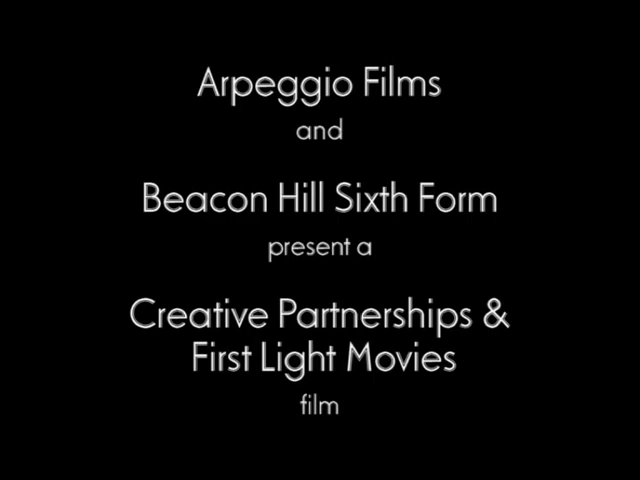 Arpeggio Films
and
Beacon Hill Sixth Form
present a
Creative Partnerships &
First Light Movies
film